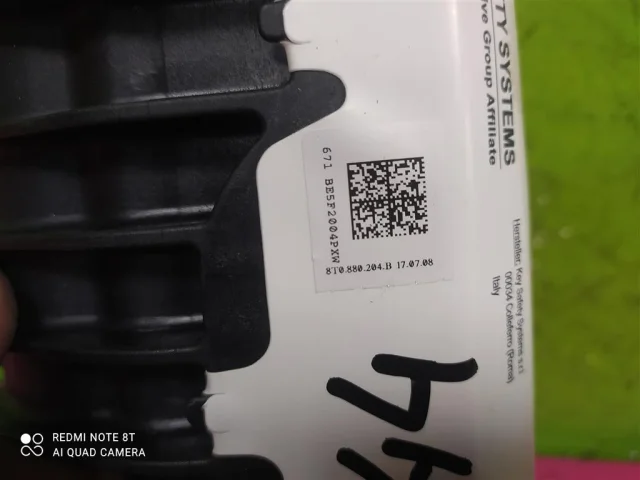 TY SYSTEMS
ive Group Affiliate
671 BE5F2004PXW
8T0.880.204.B 17.07.08
Hersteller: Key Safety Systems s.r.l.
00034 Colleferro (Roma)
Italy
44
REDMI NOTE 8T
AI QUAD CAMERA